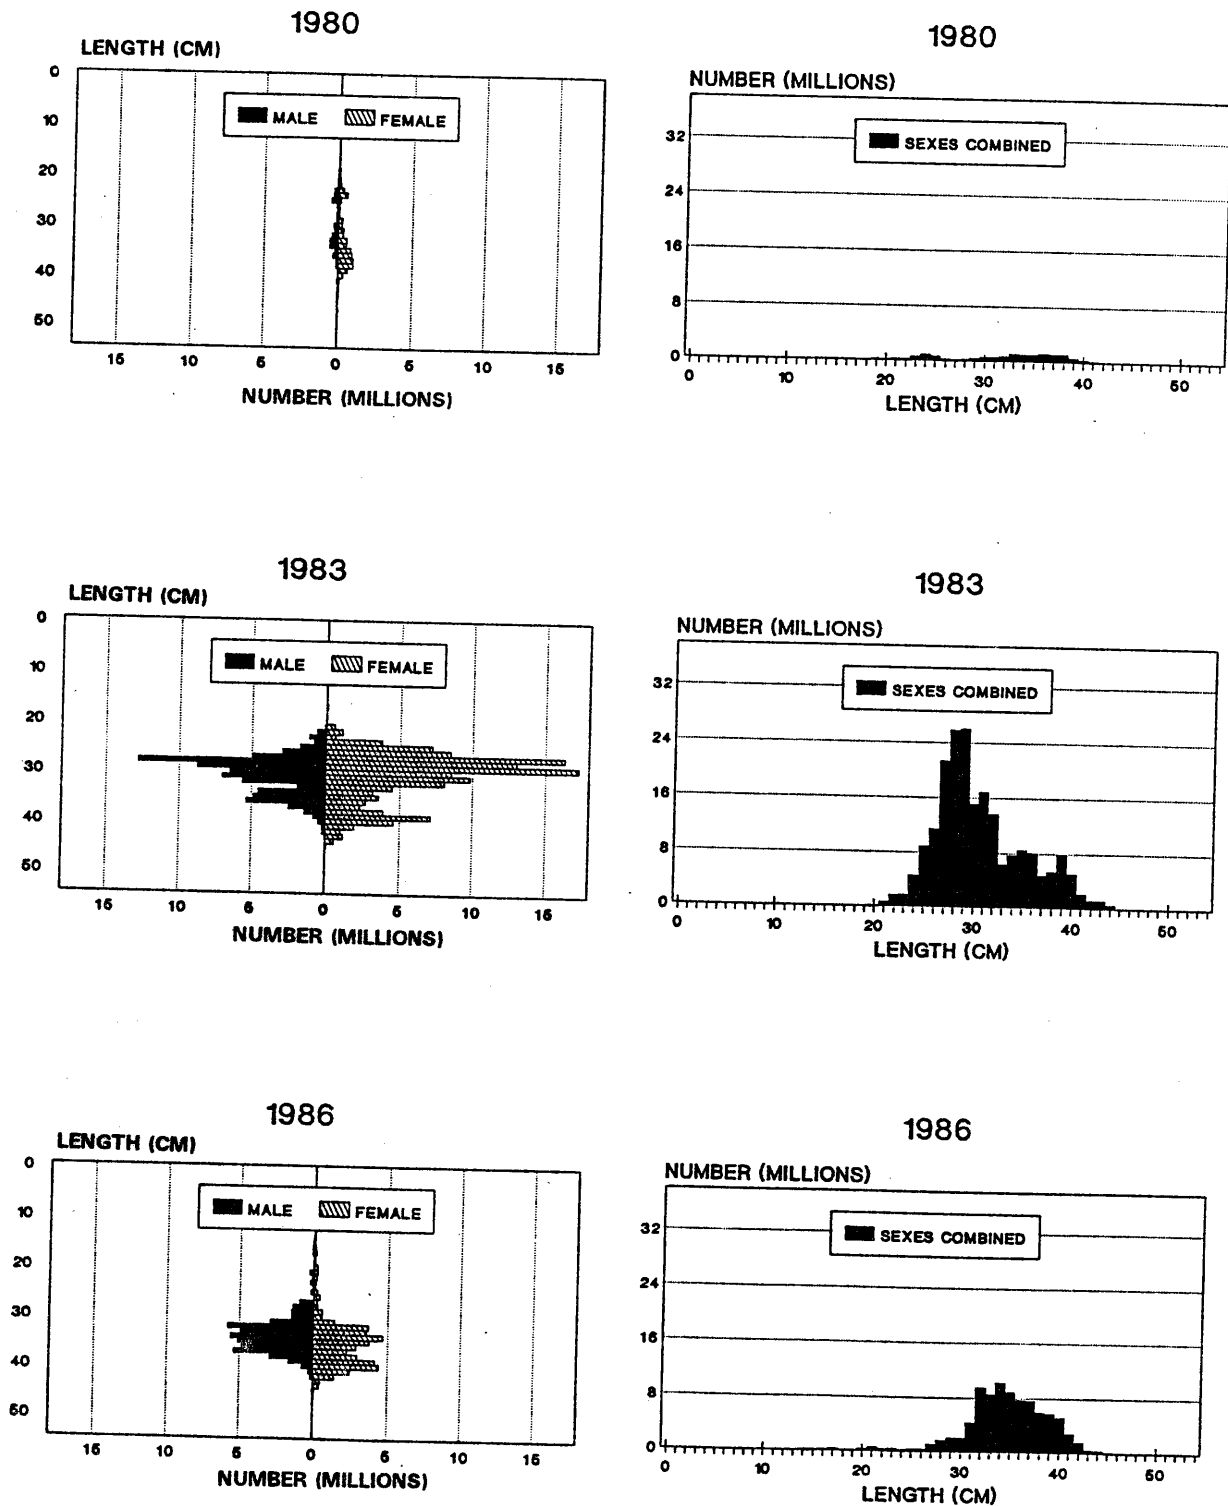 1980
LENGTH (CM)
MALE FEMALE
0
10
20
30
40
50
15 10 5 0 5 10 15
NUMBER (MILLIONS)
1980
NUMBER (MILLIONS)
SEXES COMBINED
32
24
16
8
0
0 10 20 30 40 50
LENGTH (CM)
1983
LENGTH (CM)
MALE FEMALE
0
10
20
30
40
50
15 10 5 0 5 10 15
NUMBER (MILLIONS)
1983
NUMBER (MILLIONS)
SEXES COMBINED
32
24
16
8
0
0 10 20 30 40 50
LENGTH (CM)
1986
LENGTH (CM)
MALE FEMALE
0
10
20
30
40
50
15 10 5 0 5 10 15
NUMBER (MILLIONS)
1986
NUMBER (MILLIONS)
SEXES COMBINED
32
24
16
8
0
0 10 20 30 40 50
LENGTH (CM)